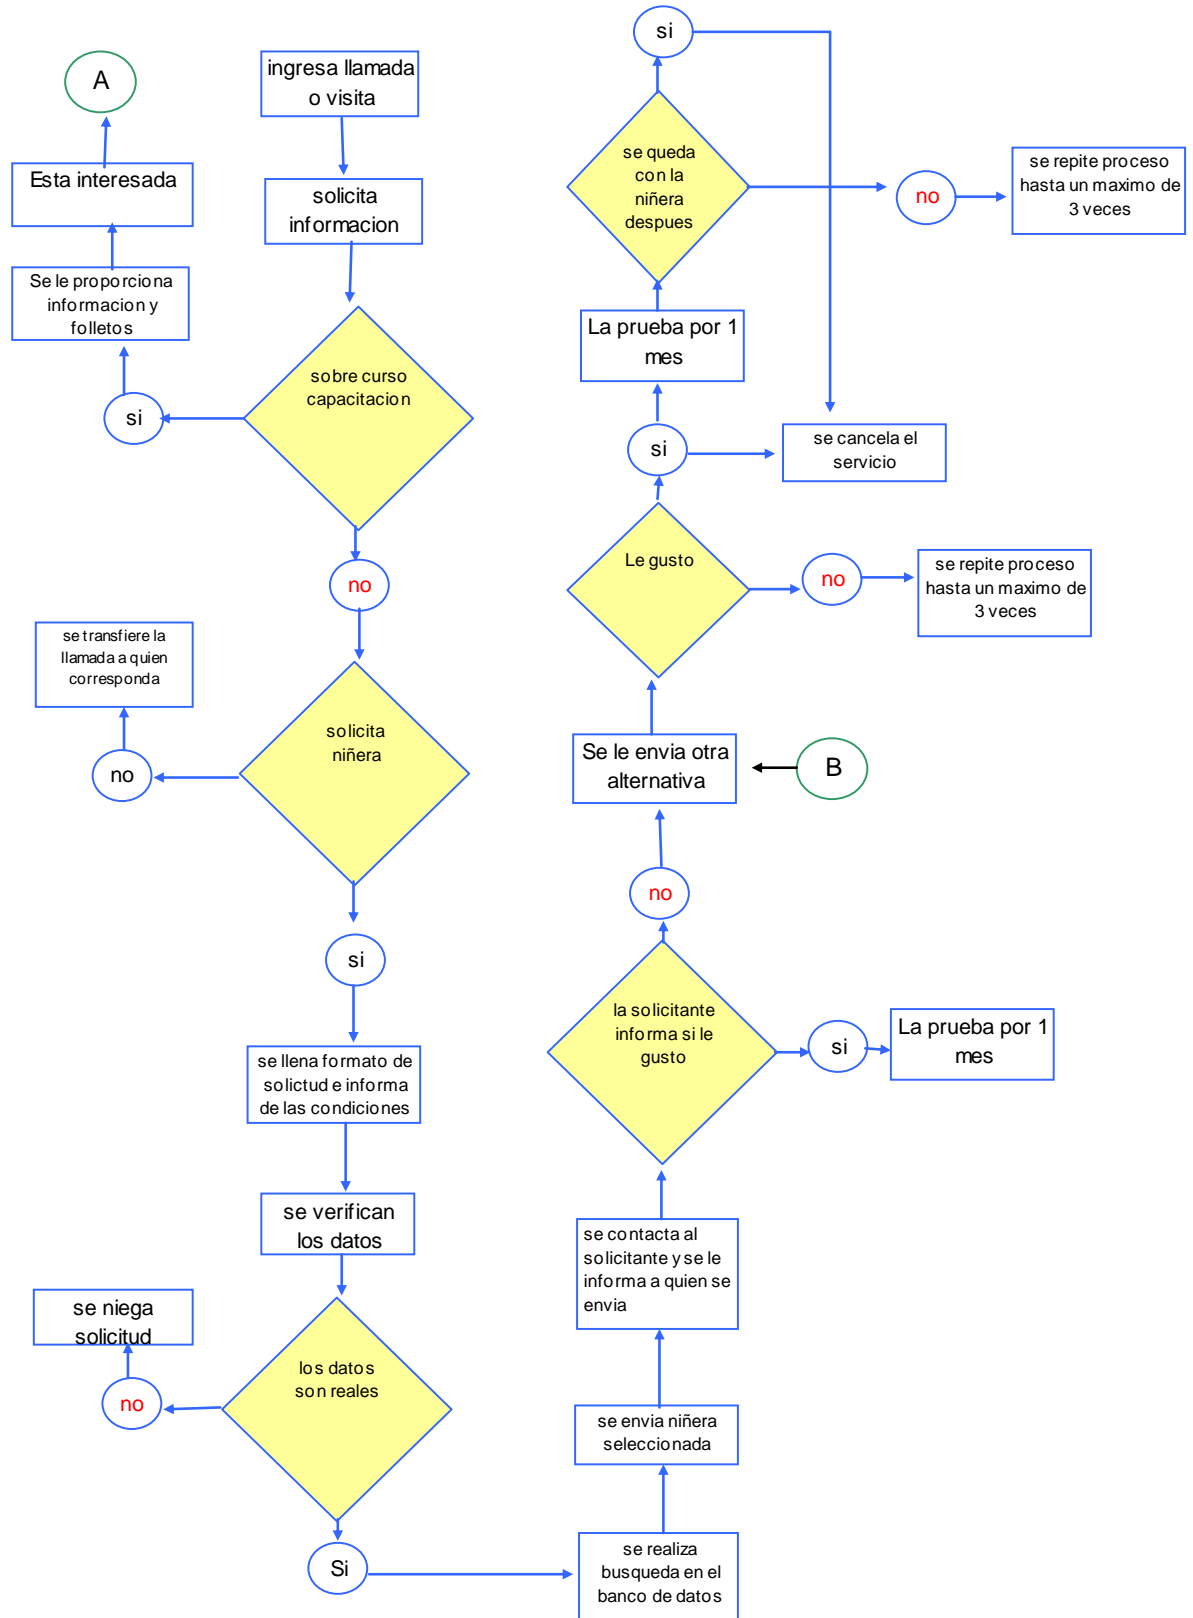 A
Esta interesada
Se le proporciona
informacion y
folletos
si
ingresa llamada
o visita
solicita
informacion
sobre curso
capacitacion
no
se transfiere la
llamada a quien
corresponda
no
solicita
niñera
si
se llena formato de
solictud e informa
de las condiciones
se verifican
los datos
se niega
solicitud
no
los datos
son reales
Si
si
se queda
con la
niñera
despues
no
se repite proceso
hasta un maximo de
3 veces
La prueba por 1
mes
si
se cancela el
servicio
Le gusto
no
se repite proceso
hasta un maximo de
3 veces
Se le envia otra
alternativa
B
no
la solicitante
informa si le
gusto
si
La prueba por 1
mes
se contacta al
solicitante y se le
informa a quien se
envia
se envia niñera
seleccionada
se realiza
busqueda en el
banco de datos